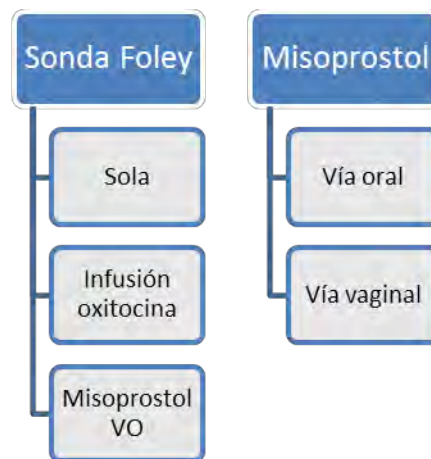 Sonda Foley
Sola
Infusión
oxitocina
Misoprostol
VO
Misoprostol
Vía oral
Vía vaginal